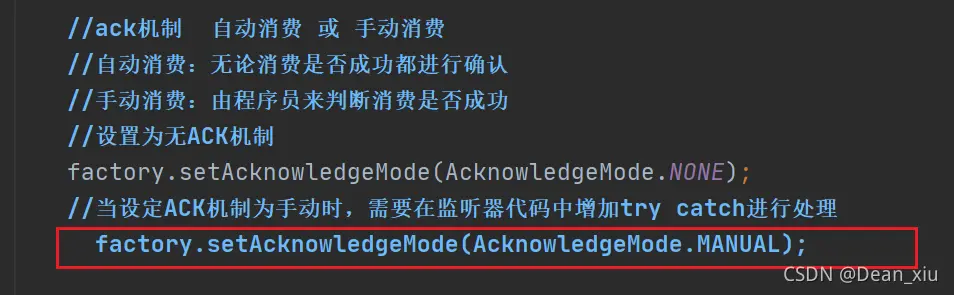 //ack机制  自动消费 或 手动消费
//自动消费：无论消费是否成功都进行确认
//手动消费：由程序员来判断消费是否成功
//设置为无ACK机制
factory.setAcknowledgeMode(AcknowledgeMode.NONE);
//当设定ACK机制为手动时，需要在监听器代码中增加try catch进行处理
factory.setAcknowledgeMode(AcknowledgeMode.MANUAL);
CSDN @Dean_xiu